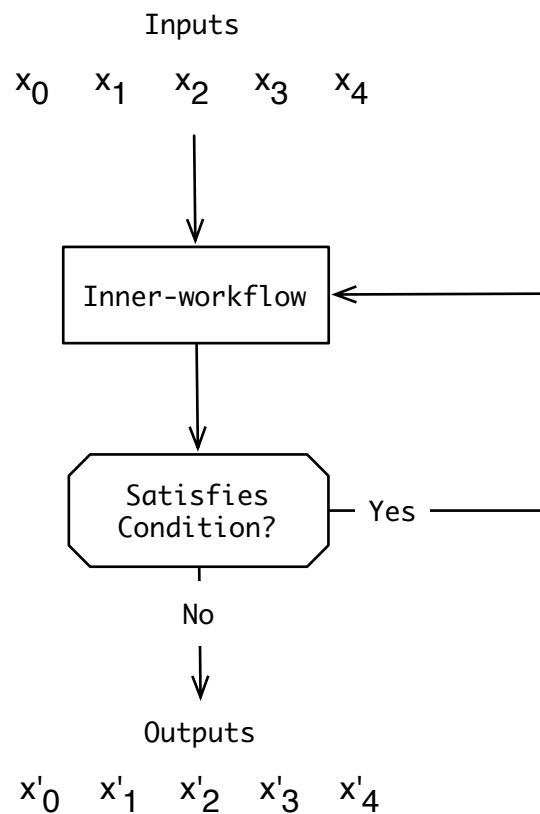 Inputs
x₀ x₁ x₂ x₃ x₄
Inner-workflow
Satisfies
Condition?
Yes
No
Outputs
x'₀ x'₁ x'₂ x'₃ x'₄